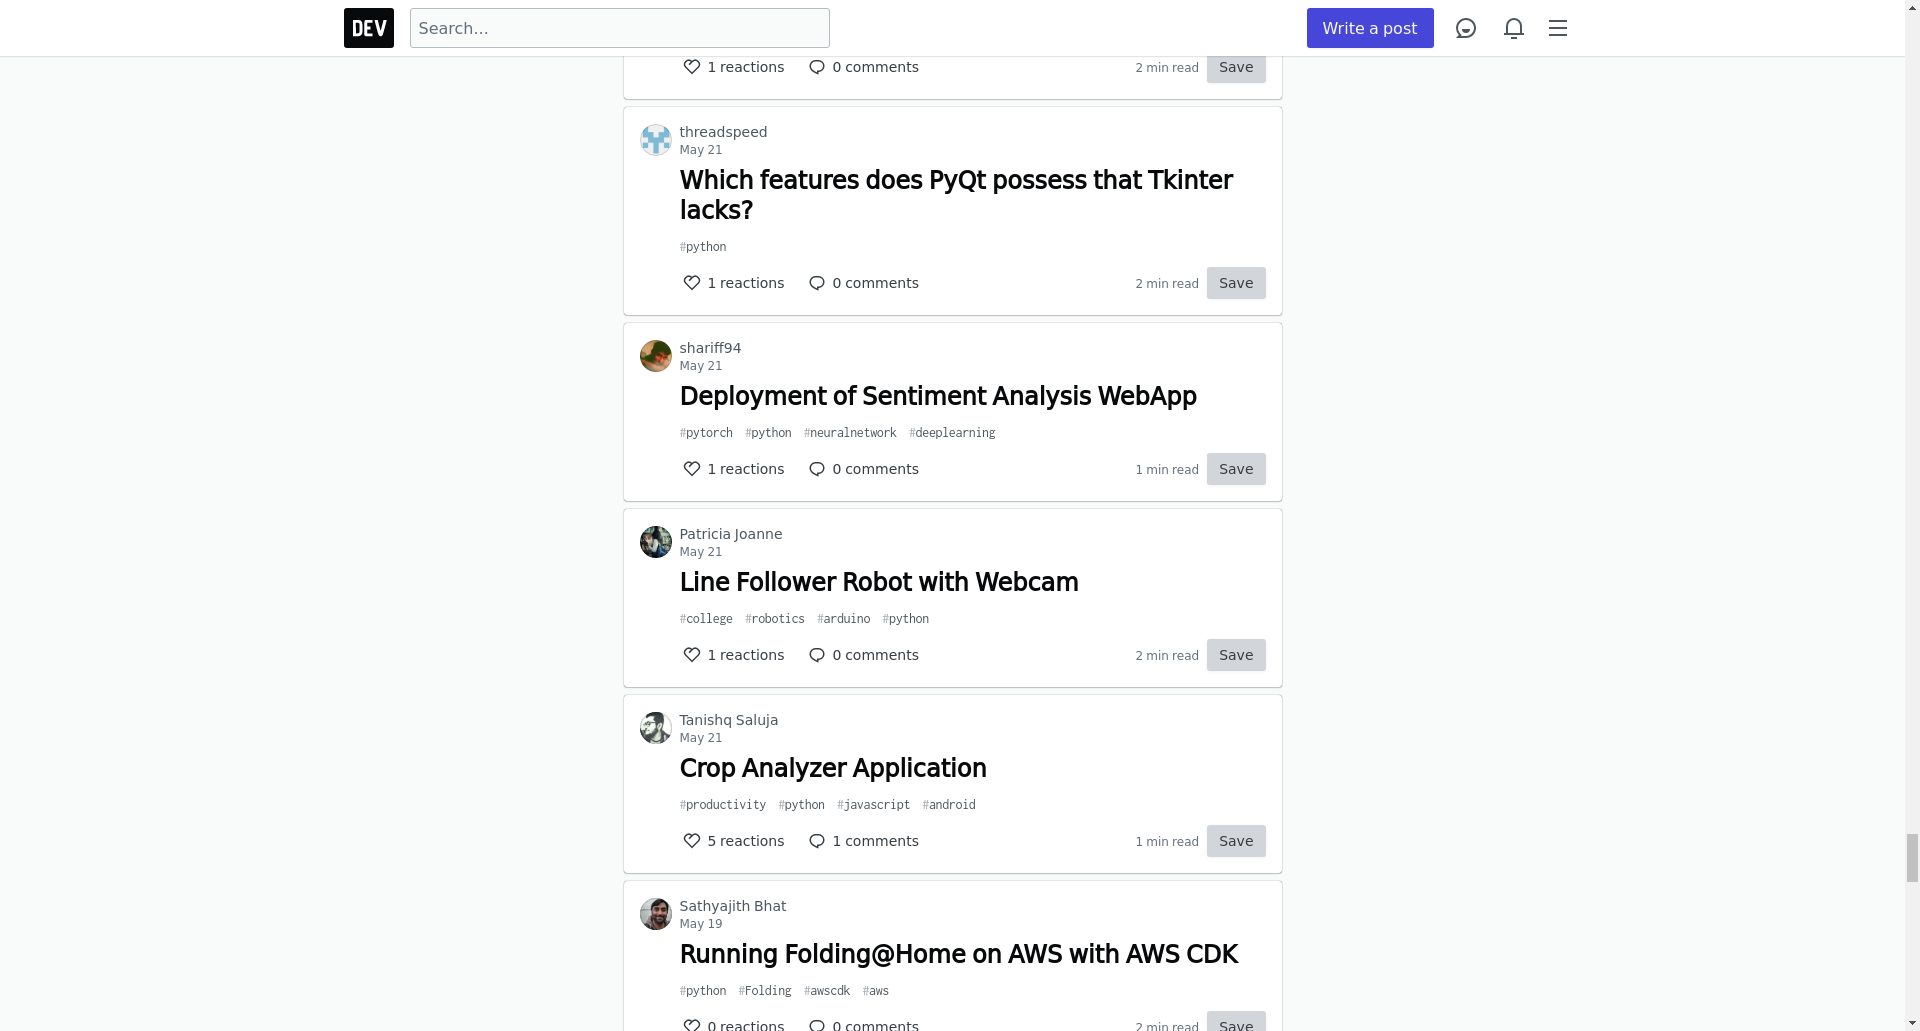 DEV
Search...
Write a post
1 reactions
0 comments
2 min read
Save
threadspeed
May 21
Which features does PyQt possess that Tkinter
lacks?
#python
1 reactions
0 comments
2 min read
Save
shariff94
May 21
Deployment of Sentiment Analysis WebApp
#pytorch #python #neuralnetwork #deeplearning
1 reactions
0 comments
1 min read
Save
Patricia Joanne
May 21
Line Follower Robot with Webcam
#college #robotics #arduino #python
1 reactions
0 comments
2 min read
Save
Tanishq Saluja
May 21
Crop Analyzer Application
#productivity #python #javascript #android
5 reactions
1 comments
1 min read
Save
Sathyajith Bhat
May 19
Running Folding@Home on AWS with AWS CDK
#python #Folding #awscdk #aws
0 reactions
0 comments
2 min read
Save